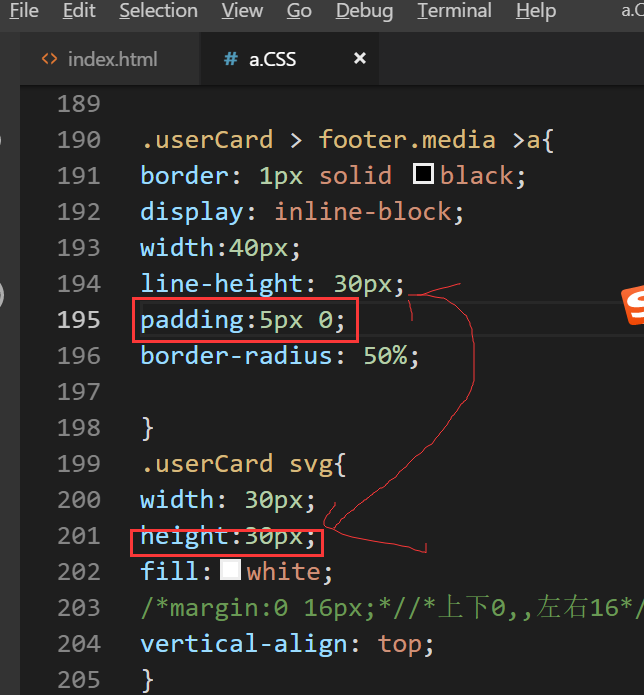 File Edit Selection View Go Debug Terminal Help a.C
<> index.html # a.CSS ×
189
190 .userCard > footer.media >a{
191 border: 1px solid black;
192 display: inline-block;
193 width:40px;
194 line-height: 30px;
195 padding:5px 0;
196 border-radius: 50%;
197
198 }
199 .userCard svg{
200 width: 30px;
201 height:30px;
202 fill:white;
203 /*margin:0 16px;*//*上下0,,左右16*/
204 vertical-align: top;
205 }